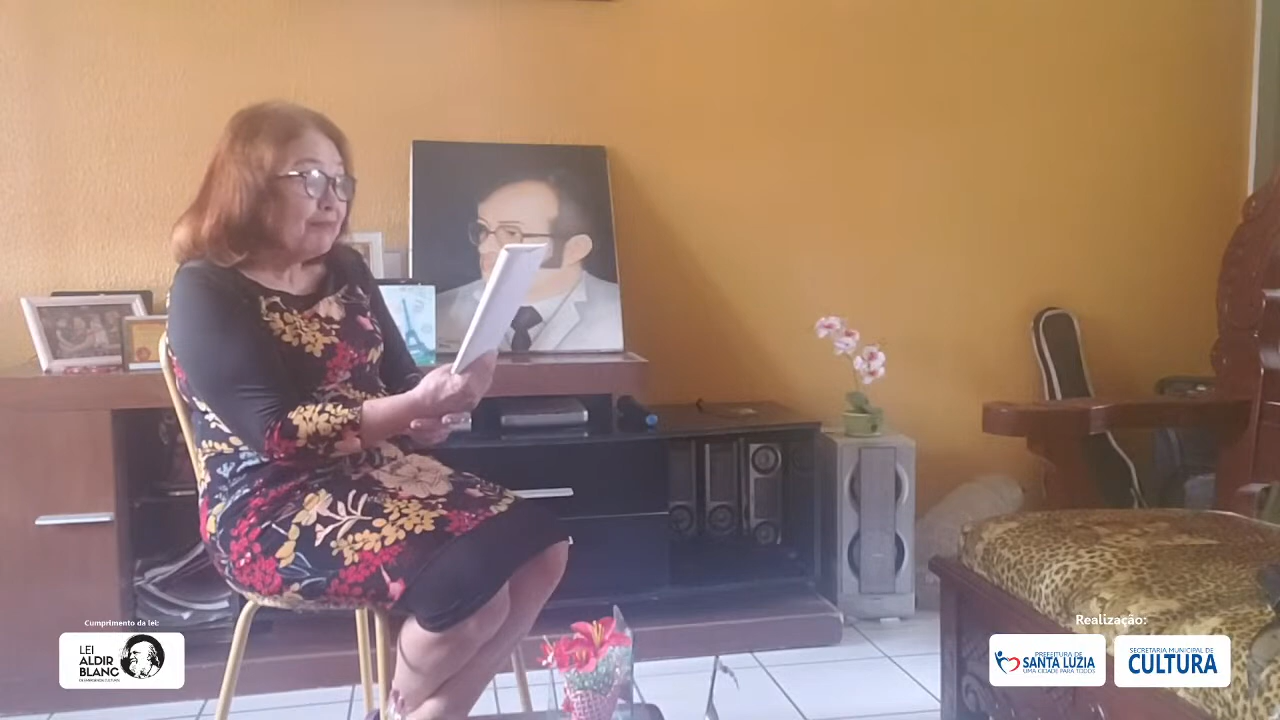 Cumprimento da lei:
LEI
ALDIR
BLANC
Realização:
PREFEITURA DE
SANTA LUZIA
UMA CIDADE PARA TODOS
SECRETARIA MUNICIPAL DE
CULTURA